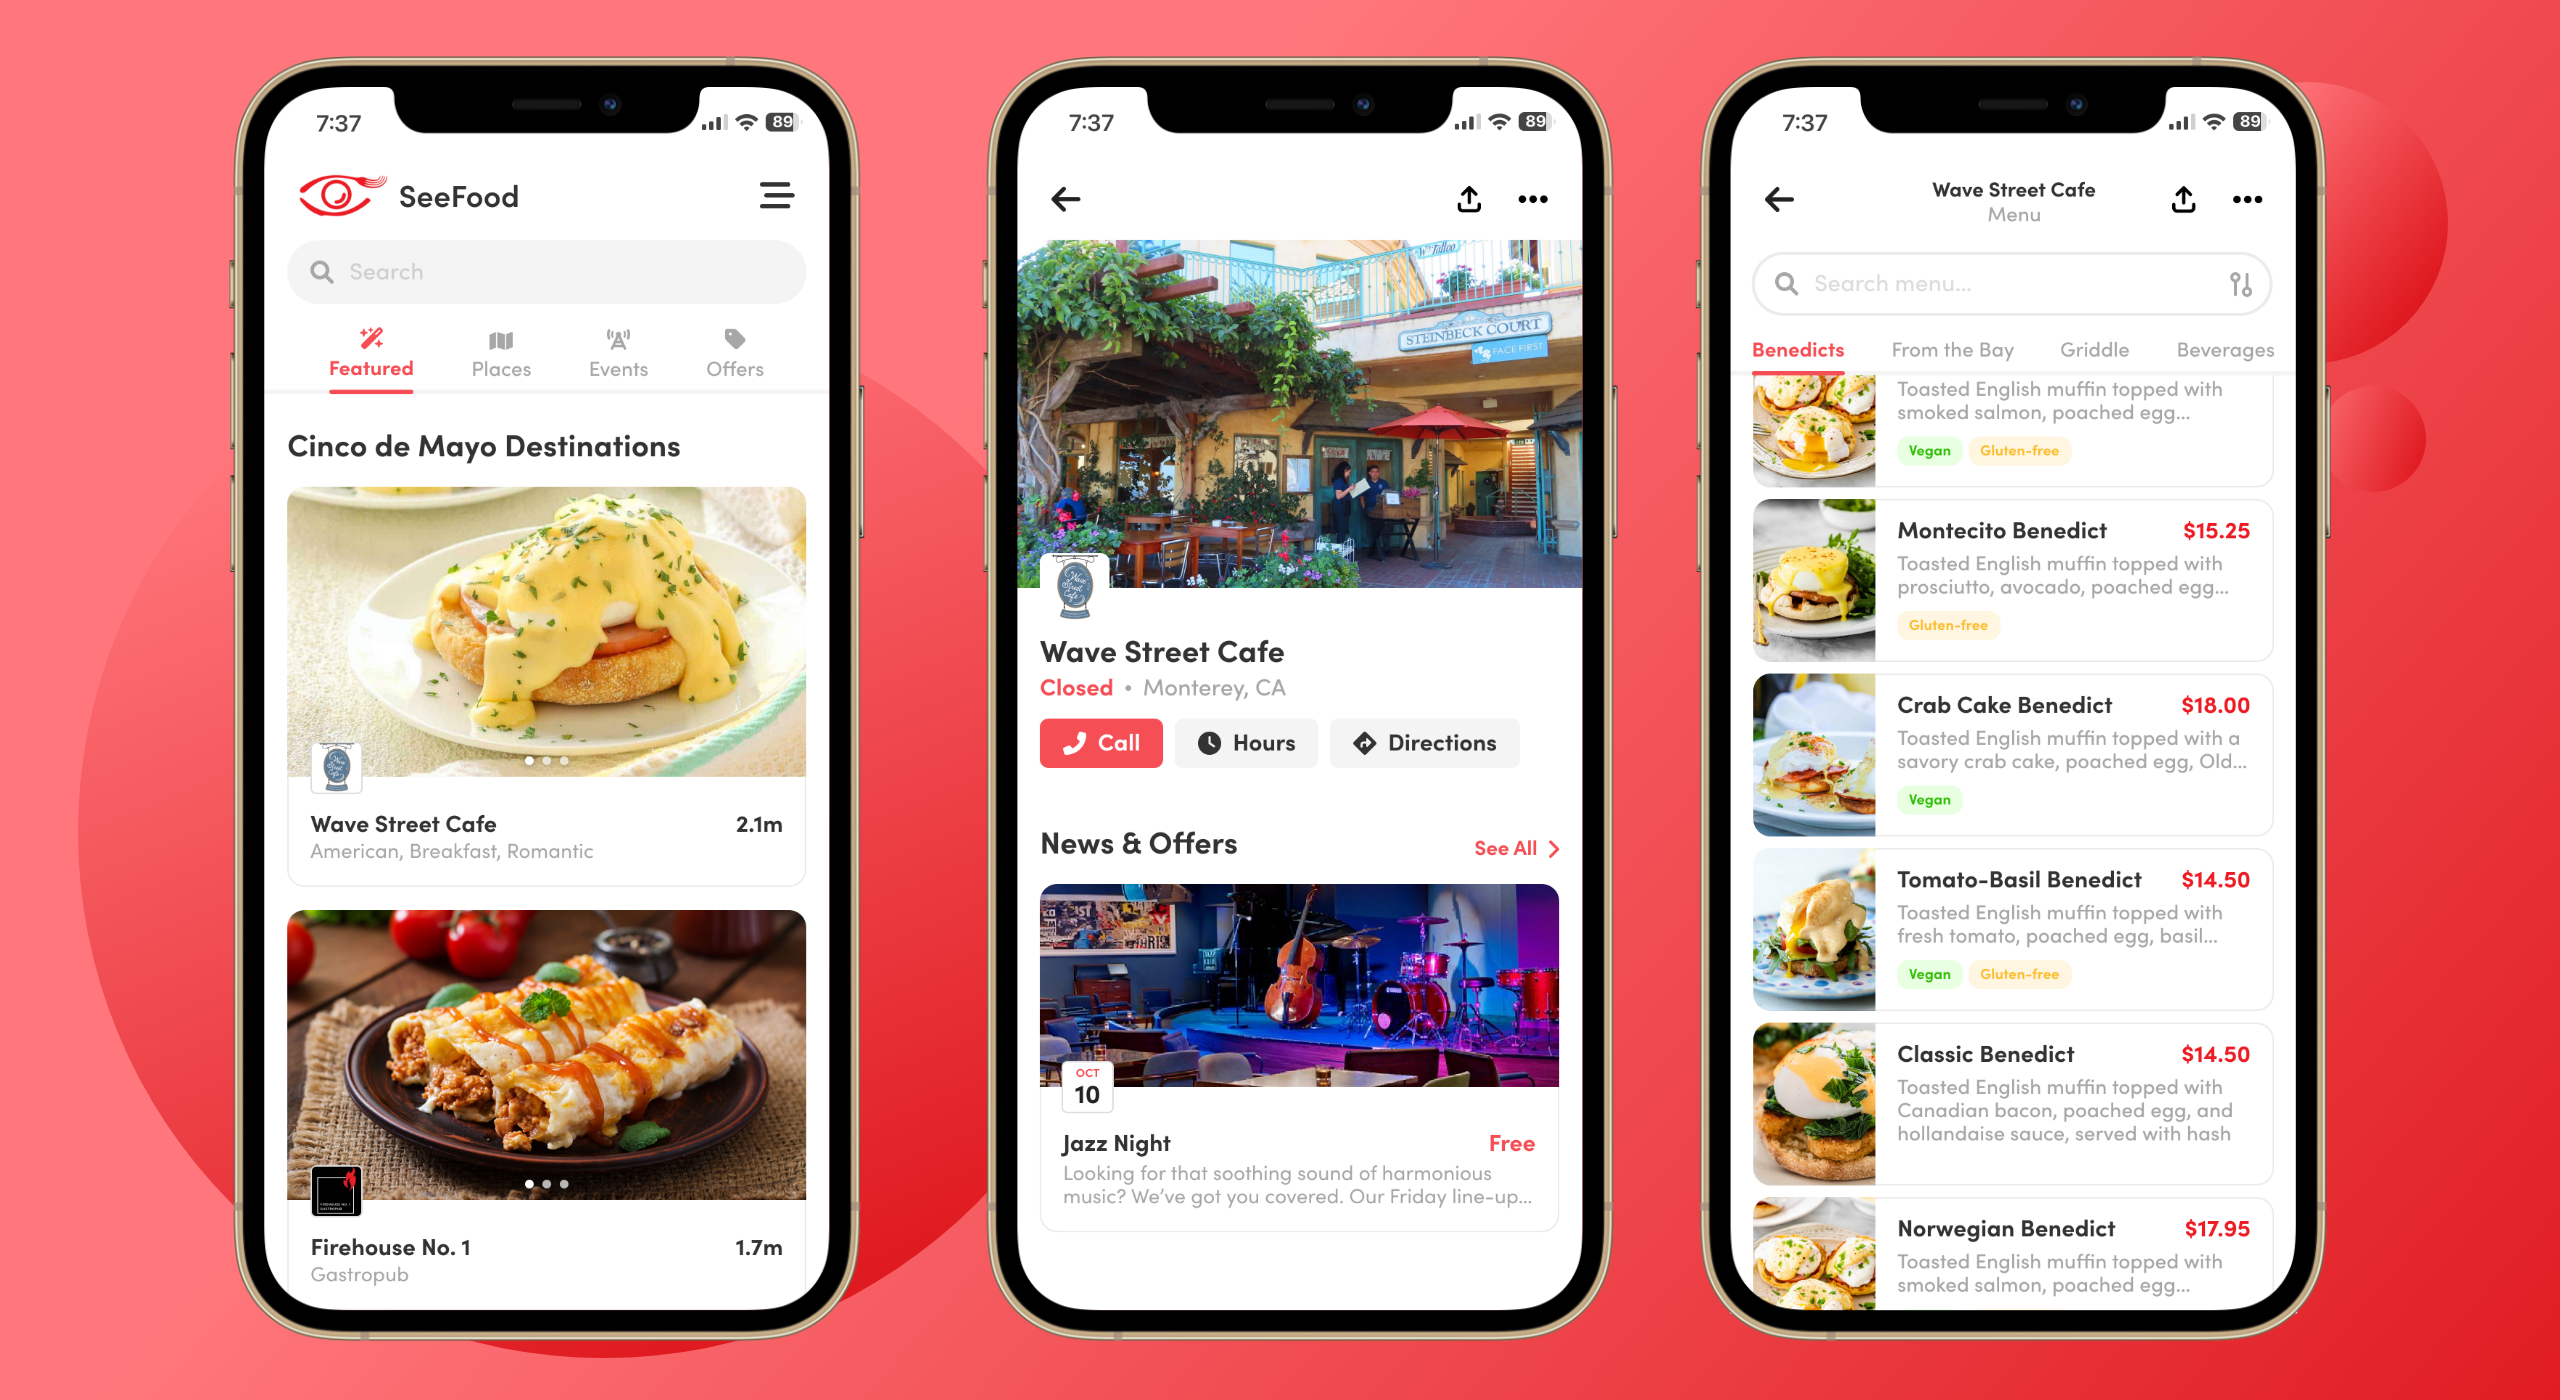 7:37
89
SeeFood
Search
Featured
Places
Events
Offers
Cinco de Mayo Destinations
Wave Street Cafe
2.1m
American, Breakfast, Romantic
FIREHOUSE NO. 1
GASTROPUB
Firehouse No. 1
1.7m
Gastropub
7:37
89
STEINBECK COURT
FACE FIRST
Wave
Street
Cafe
Wave Street Cafe
Closed • Monterey, CA
Call
Hours
Directions
News & Offers
See All
OCT
10
Jazz Night
Free
Looking for that soothing sound of harmonious
music? We've got you covered. Our Friday line-up...
7:37
89
Wave Street Cafe
Menu
Search menu...
Benedicts
From the Bay
Griddle
Beverages
Toasted English muffin topped with
smoked salmon, poached egg...
Vegan
Gluten-free
Montecito Benedict
$15.25
Toasted English muffin topped with
prosciutto, avocado, poached egg...
Gluten-free
Crab Cake Benedict
$18.00
Toasted English muffin topped with a
savory crab cake, poached egg, Old...
Vegan
Tomato-Basil Benedict
$14.50
Toasted English muffin topped with
fresh tomato, poached egg, basil...
Vegan
Gluten-free
Classic Benedict
$14.50
Toasted English muffin topped with
Canadian bacon, poached egg, and
hollandaise sauce, served with hash
Norwegian Benedict
$17.95
Toasted English muffin topped with
smoked salmon, poached egg...